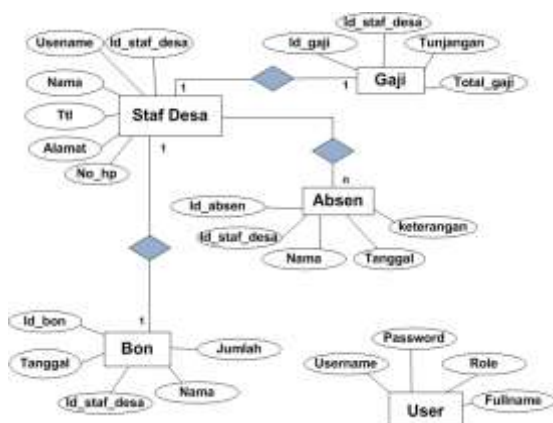 Id_staf_desa
Usename
Id_staf_desa
Id_gaji
Tunjangan
Nama
Gaji
Total_gaji
1
1
Ttl
Staf Desa
Alamat
1
No_hp
n
Id_absen
Absen
keterangan
Id_staf_desa
Nama
Tanggal
1
Id_bon
Bon
Jumlah
Tanggal
Nama
Id_staf_desa
Password
Username
Role
Fullname
User